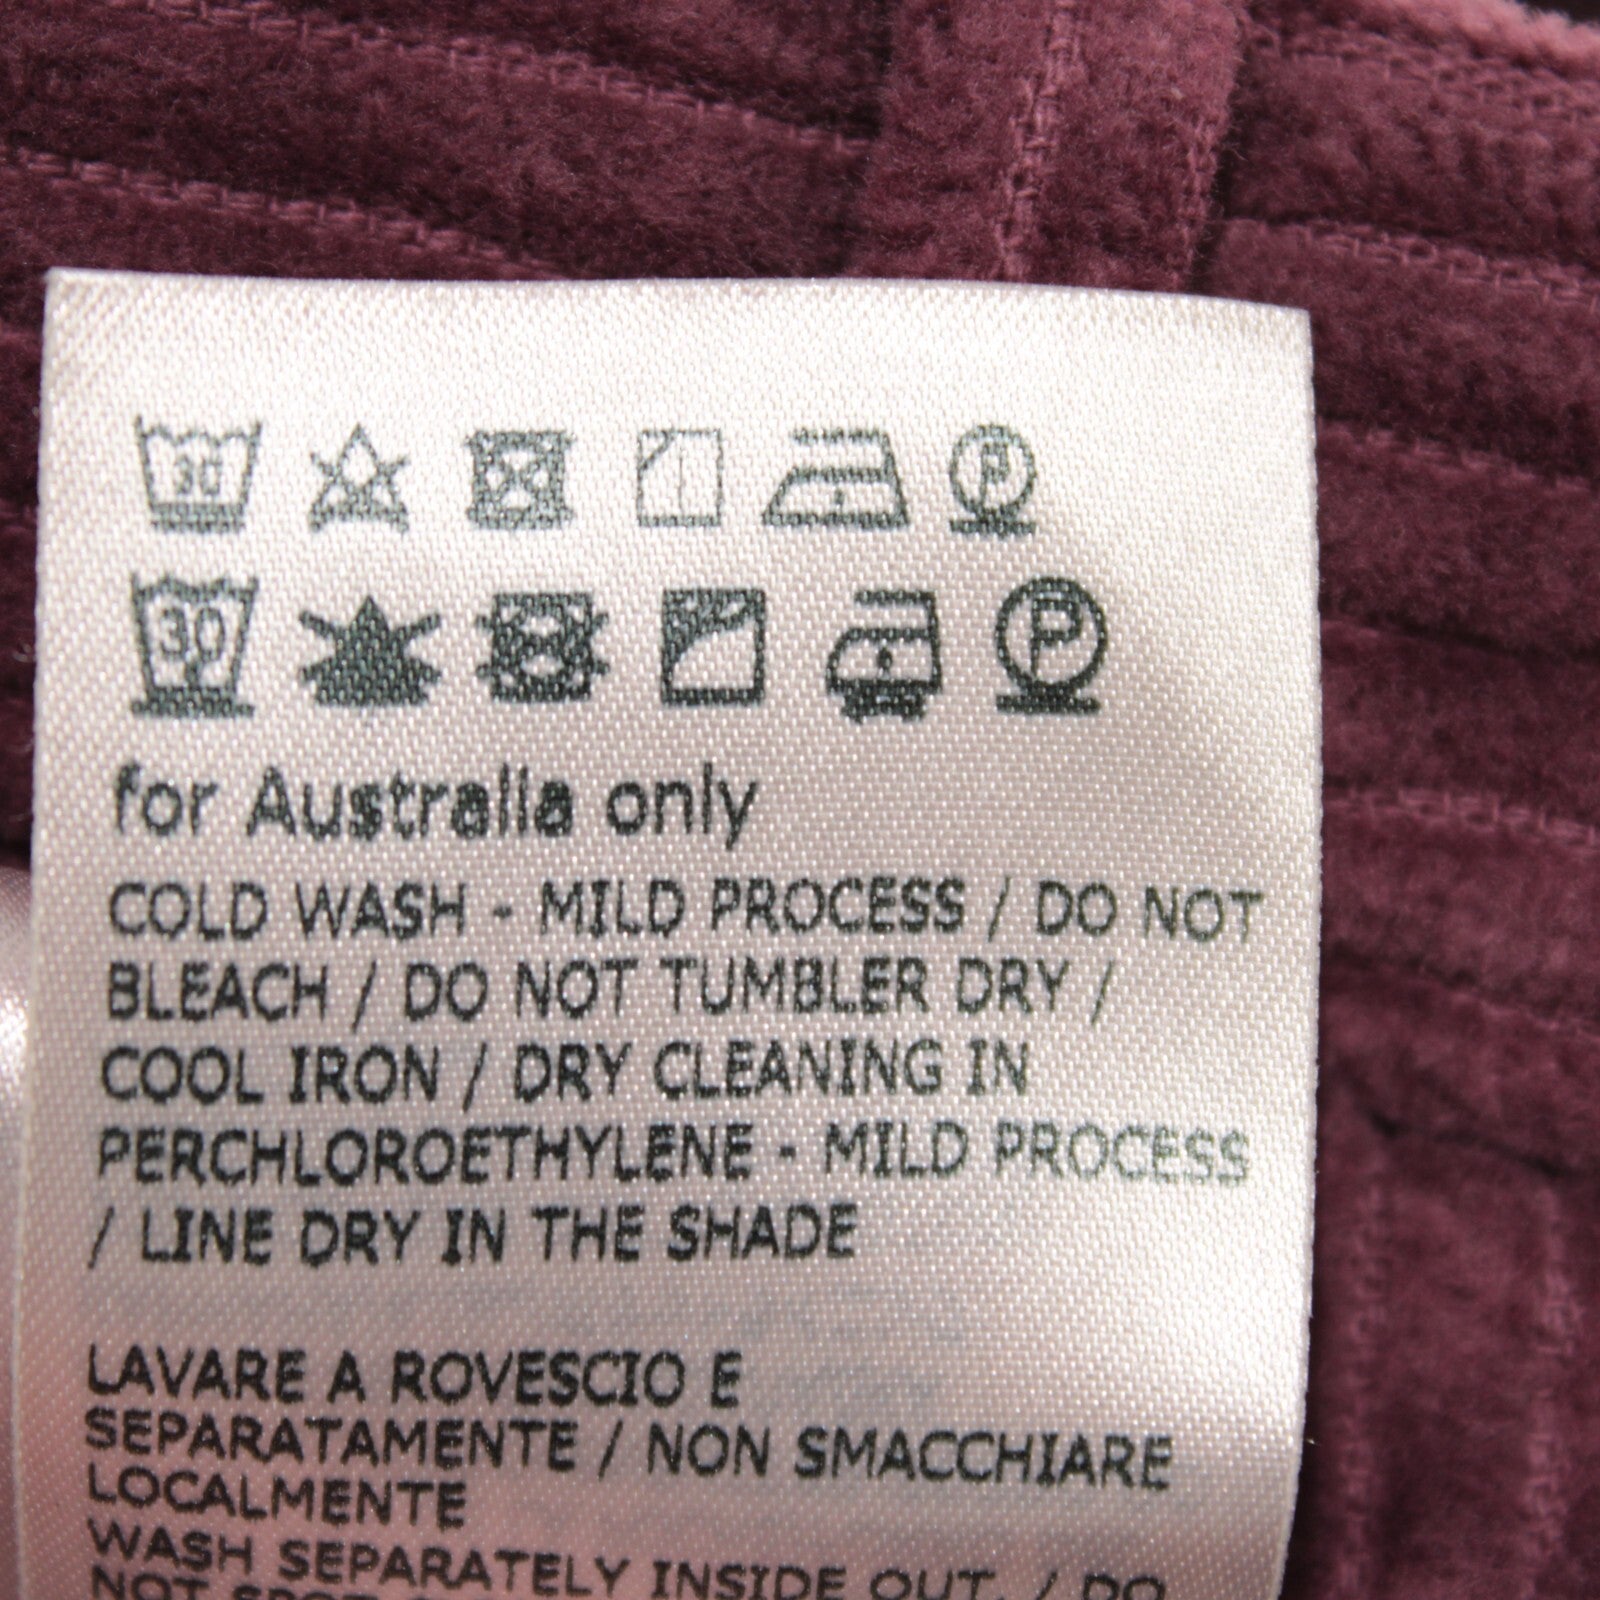 30 P
30 P
for Australia only
COLD WASH - MILD PROCESS / DO NOT
BLEACH / DO NOT TUMBLER DRY /
COOL IRON / DRY CLEANING IN
PERCHLOROETHYLENE - MILD PROCESS
/ LINE DRY IN THE SHADE
LAVARE A ROVESCIO E
SEPARATAMENTE / NON SMACCHIARE
LOCALMENTE
WASH SEPARATELY INSIDE OUT. / DO
NOT SPOT